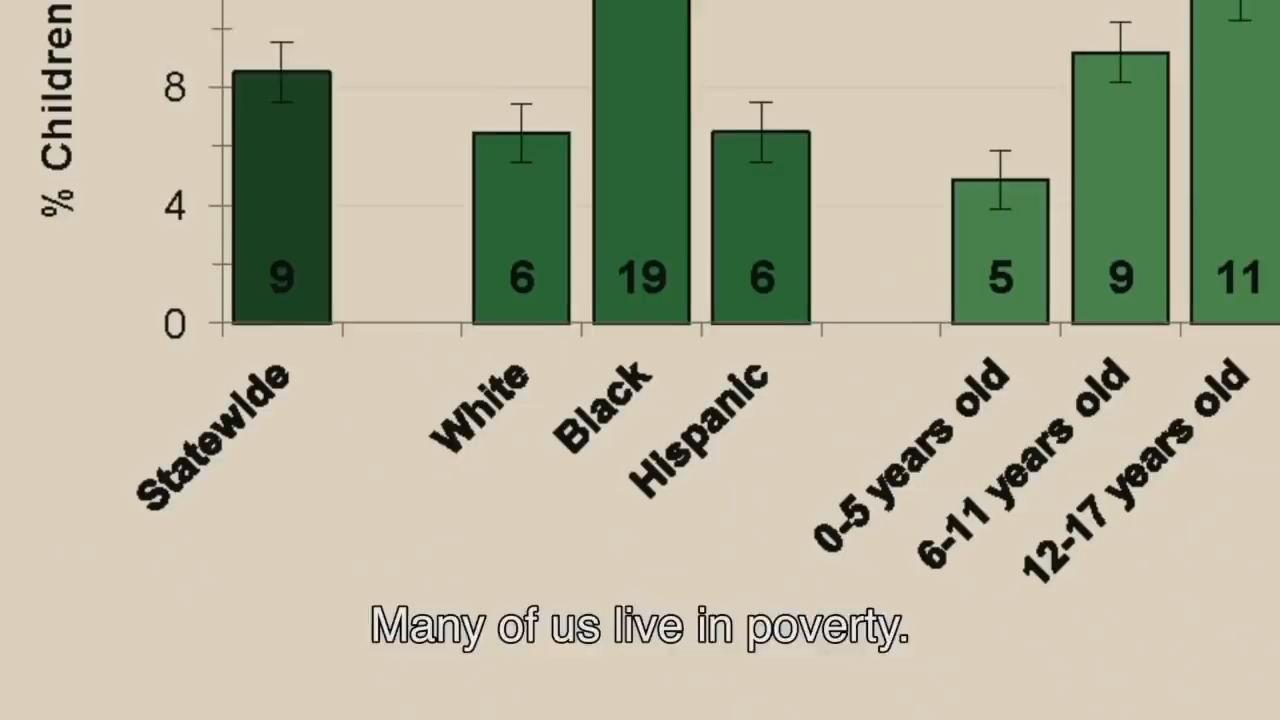 % Children
8
4
0
9
6
19
6
5
9
11
Statewide
White
Black
Hispanic
0-5 years old
6-11 years old
12-17 years old
Many of us live in poverty.